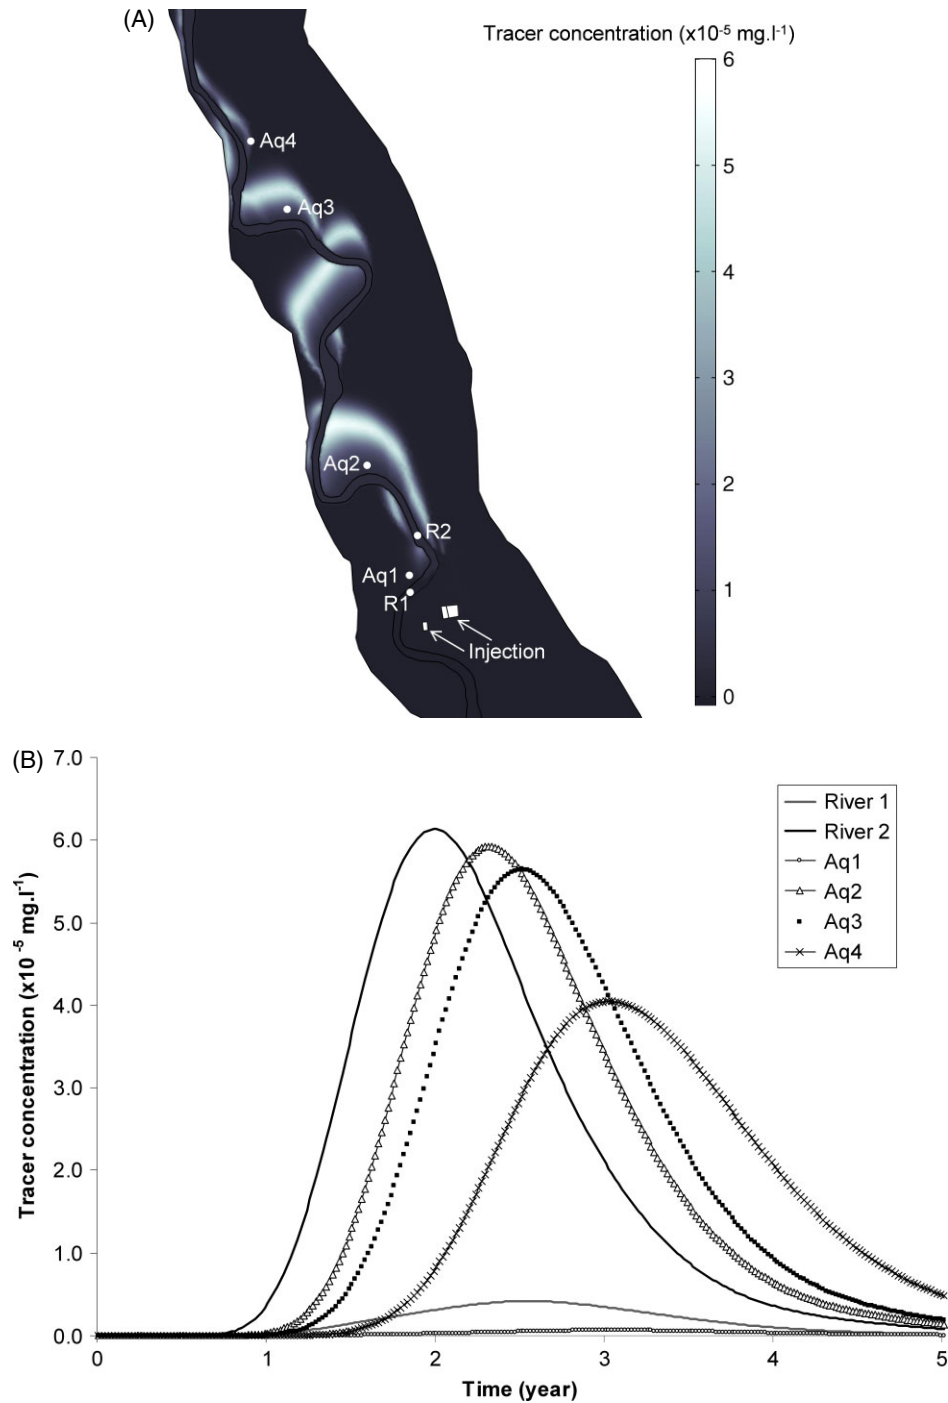 (A)
Tracer concentration (x10⁻⁵ mg.l⁻¹)
6
5
4
3
2
1
0
Aq4
Aq3
Aq2
R2
Aq1
R1
Injection
(B)
7.0
6.0
5.0
4.0
3.0
2.0
1.0
0.0
Tracer concentration (x10⁻⁵ mg.l⁻¹)
River 1
River 2
Aq1
Aq2
Aq3
Aq4
0 1 2 3 4 5
Time (year)